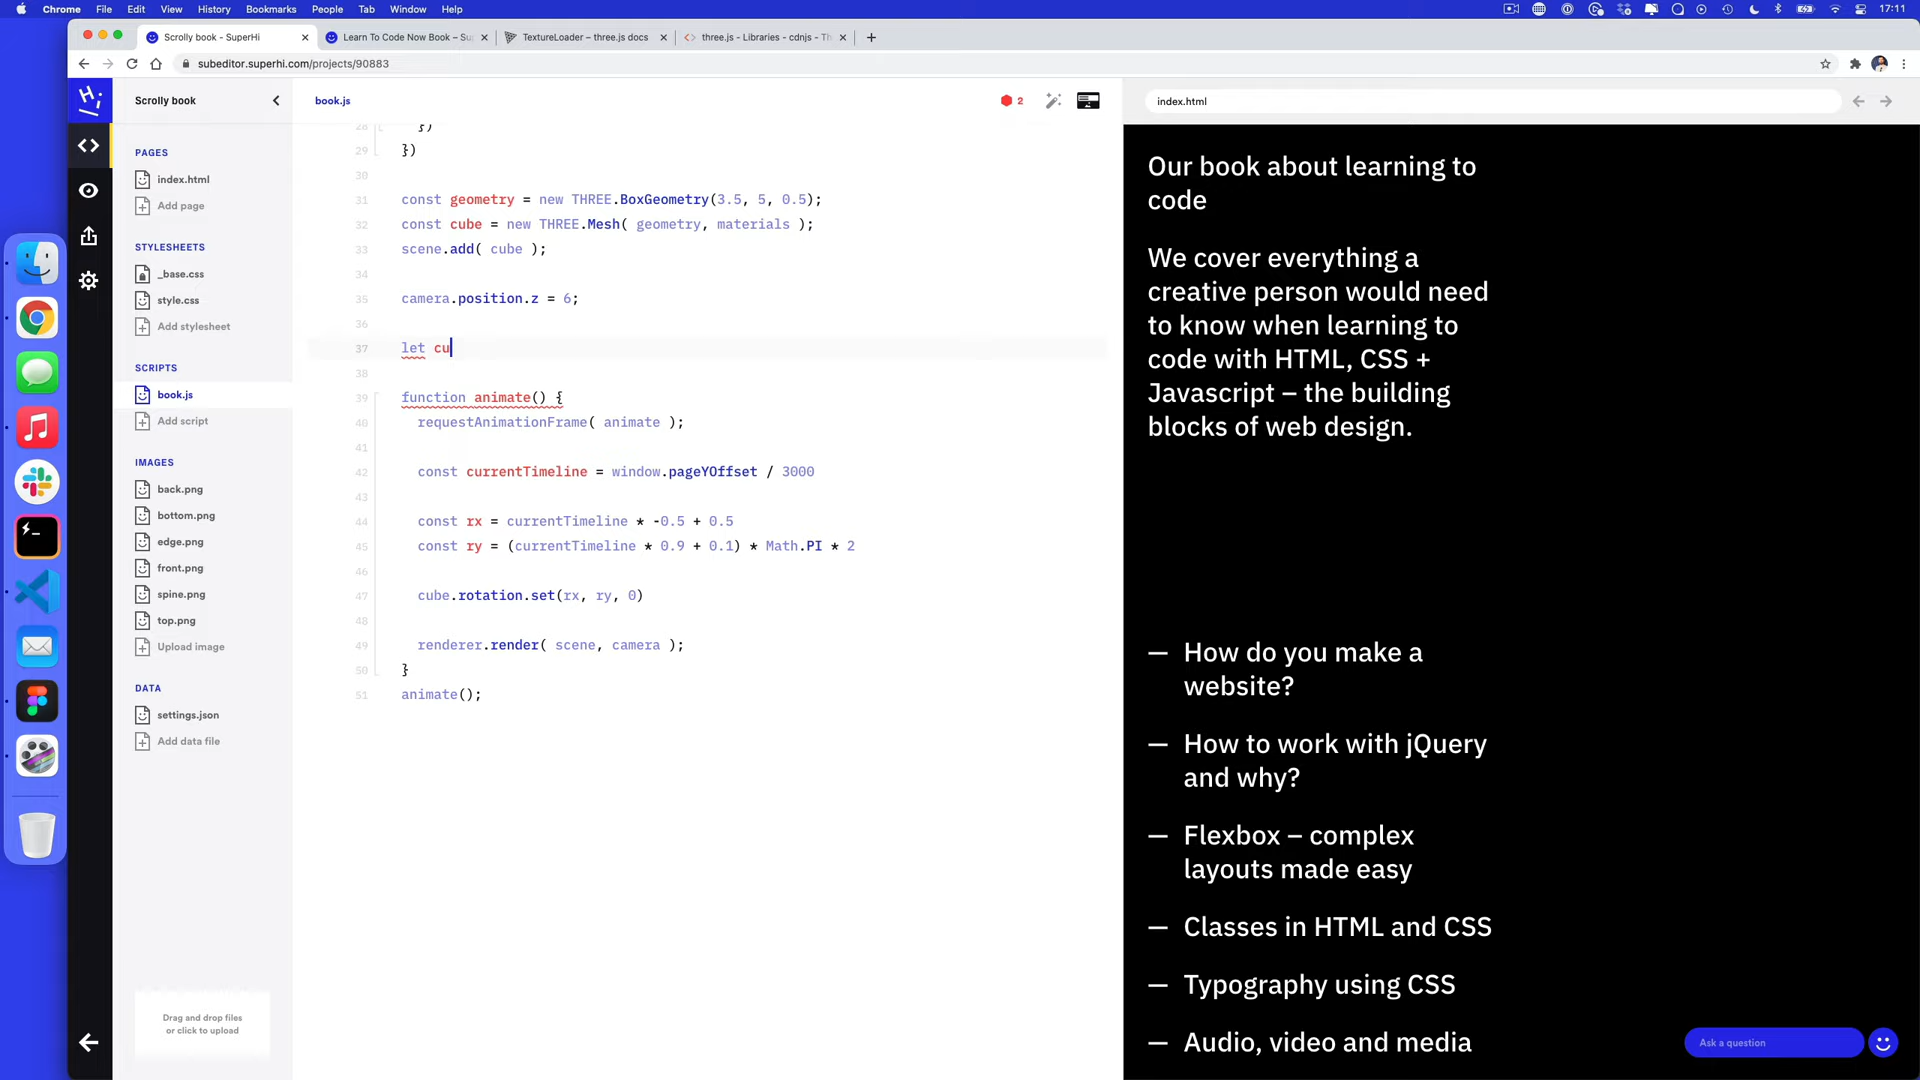 Chrome File Edit View History Bookmarks People Tab Window Help 17:11
Scrolly book - SuperHi
Learn To Code Now Book – Su
TextureLoader – three.js docs
three.js - Libraries - cdnjs - Th
subeditor.superhi.com/projects/90883
Hi
Scrolly book
PAGES
index.html
Add page
STYLESHEETS
_base.css
style.css
Add stylesheet
SCRIPTS
book.js
Add script
IMAGES
back.png
bottom.png
edge.png
front.png
spine.png
top.png
Upload image
DATA
settings.json
Add data file
Drag and drop files
or click to upload
book.js
2
28 })
29 })
30
31 const geometry = new THREE.BoxGeometry(3.5, 5, 0.5);
32 const cube = new THREE.Mesh( geometry, materials );
33 scene.add( cube );
34
35 camera.position.z = 6;
36
37 let cu
38
39 function animate() {
40 requestAnimationFrame( animate );
41
42 const currentTimeline = window.pageYOffset / 3000
43
44 const rx = currentTimeline * -0.5 + 0.5
45 const ry = (currentTimeline * 0.9 + 0.1) * Math.PI * 2
46
47 cube.rotation.set(rx, ry, 0)
48
49 renderer.render( scene, camera );
50 }
51 animate();
index.html
Our book about learning to
code
We cover everything a
creative person would need
to know when learning to
code with HTML, CSS +
Javascript – the building
blocks of web design.
— How do you make a
website?
— How to work with jQuery
and why?
— Flexbox – complex
layouts made easy
— Classes in HTML and CSS
— Typography using CSS
— Audio, video and media
Ask a question